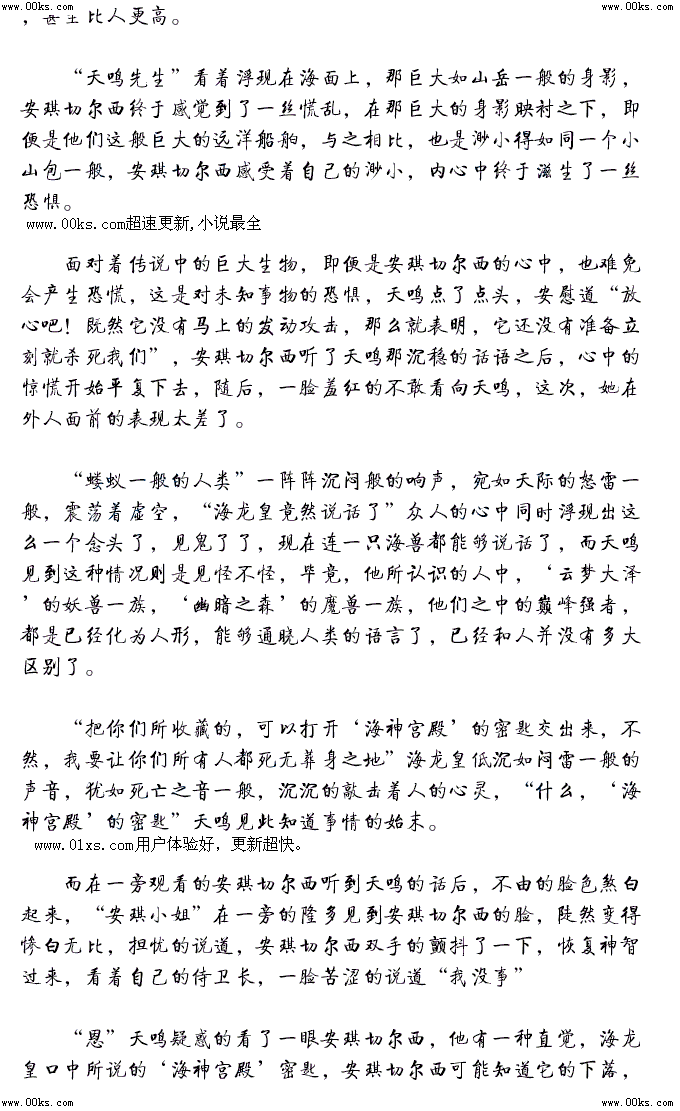 www.00ks.com www.00ks.com
，甚至比人更高。
“天鸣先生”看着浮现在海面上，那巨大如山岳一般的身影，
安琪切尔西终于感觉到了一丝慌乱，在那巨大的身影映衬之下，即
便是他们这般巨大的远洋船舶，与之相比，也是渺小得如同一个小
山包一般，安琪切尔西感受着自己的渺小，内心中终于滋生了一丝
恐惧。
www.00ks.com超速更新,小说最全
面对着传说中的巨大生物，即便是安琪切尔西的心中，也难免
会产生恐慌，这是对未知事物的恐惧，天鸣点了点头，安慰道“放
心吧！既然它没有马上的发动攻击，那么就表明，它还没有准备立
刻就杀死我们”，安琪切尔西听了天鸣那沉稳的话语之后，心中的
惊慌开始平复下去，随后，一脸羞红的不敢看向天鸣，这次，她在
外人面前的表现太差了。
“蝼蚁一般的人类”一阵阵沉闷般的响声，宛如天际的怒雷一
般，震荡着虚空，“海龙皇竟然说话了”众人的心中同时浮现出这
么一个念头了，见鬼了了，现在连一只海兽都能够说话了，而天鸣
见到这种情况则是见怪不怪，毕竟，他所认识的人中，‘云梦大泽
’的妖兽一族，‘幽暗之森’的魔兽一族，他们之中的巅峰强者，
都是已经化为人形，能够通晓人类的语言了，已经和人并没有多大
区别了。
“把你们所收藏的，可以打开‘海神宫殿’的密匙交出来，不
然，我要让你们所有人都死无葬身之地”海龙皇低沉如闷雷一般的
声音，犹如死亡之音一般，沉沉的敲击着人的心灵，“什么，‘海
神宫殿’的密匙”天鸣见此知道事情的始末。
www.01xs.com用户体验好，更新超快。
而在一旁观看的安琪切尔西听到天鸣的话后，不由的脸色煞白
起来，“安琪小姐”在一旁的隆多见到安琪切尔西的脸，陡然变得
惨白无比，担忧的说道，安琪切尔西双手的颤抖了一下，恢复神智
过来，看着自己的侍卫长，一脸苦涩的说道“我没事”
“恩”天鸣疑惑的看了一眼安琪切尔西，他有一种直觉，海龙
皇口中所说的‘海神宫殿’密匙，安琪切尔西可能知道它的下落，
www.00ks.com www.00ks.com